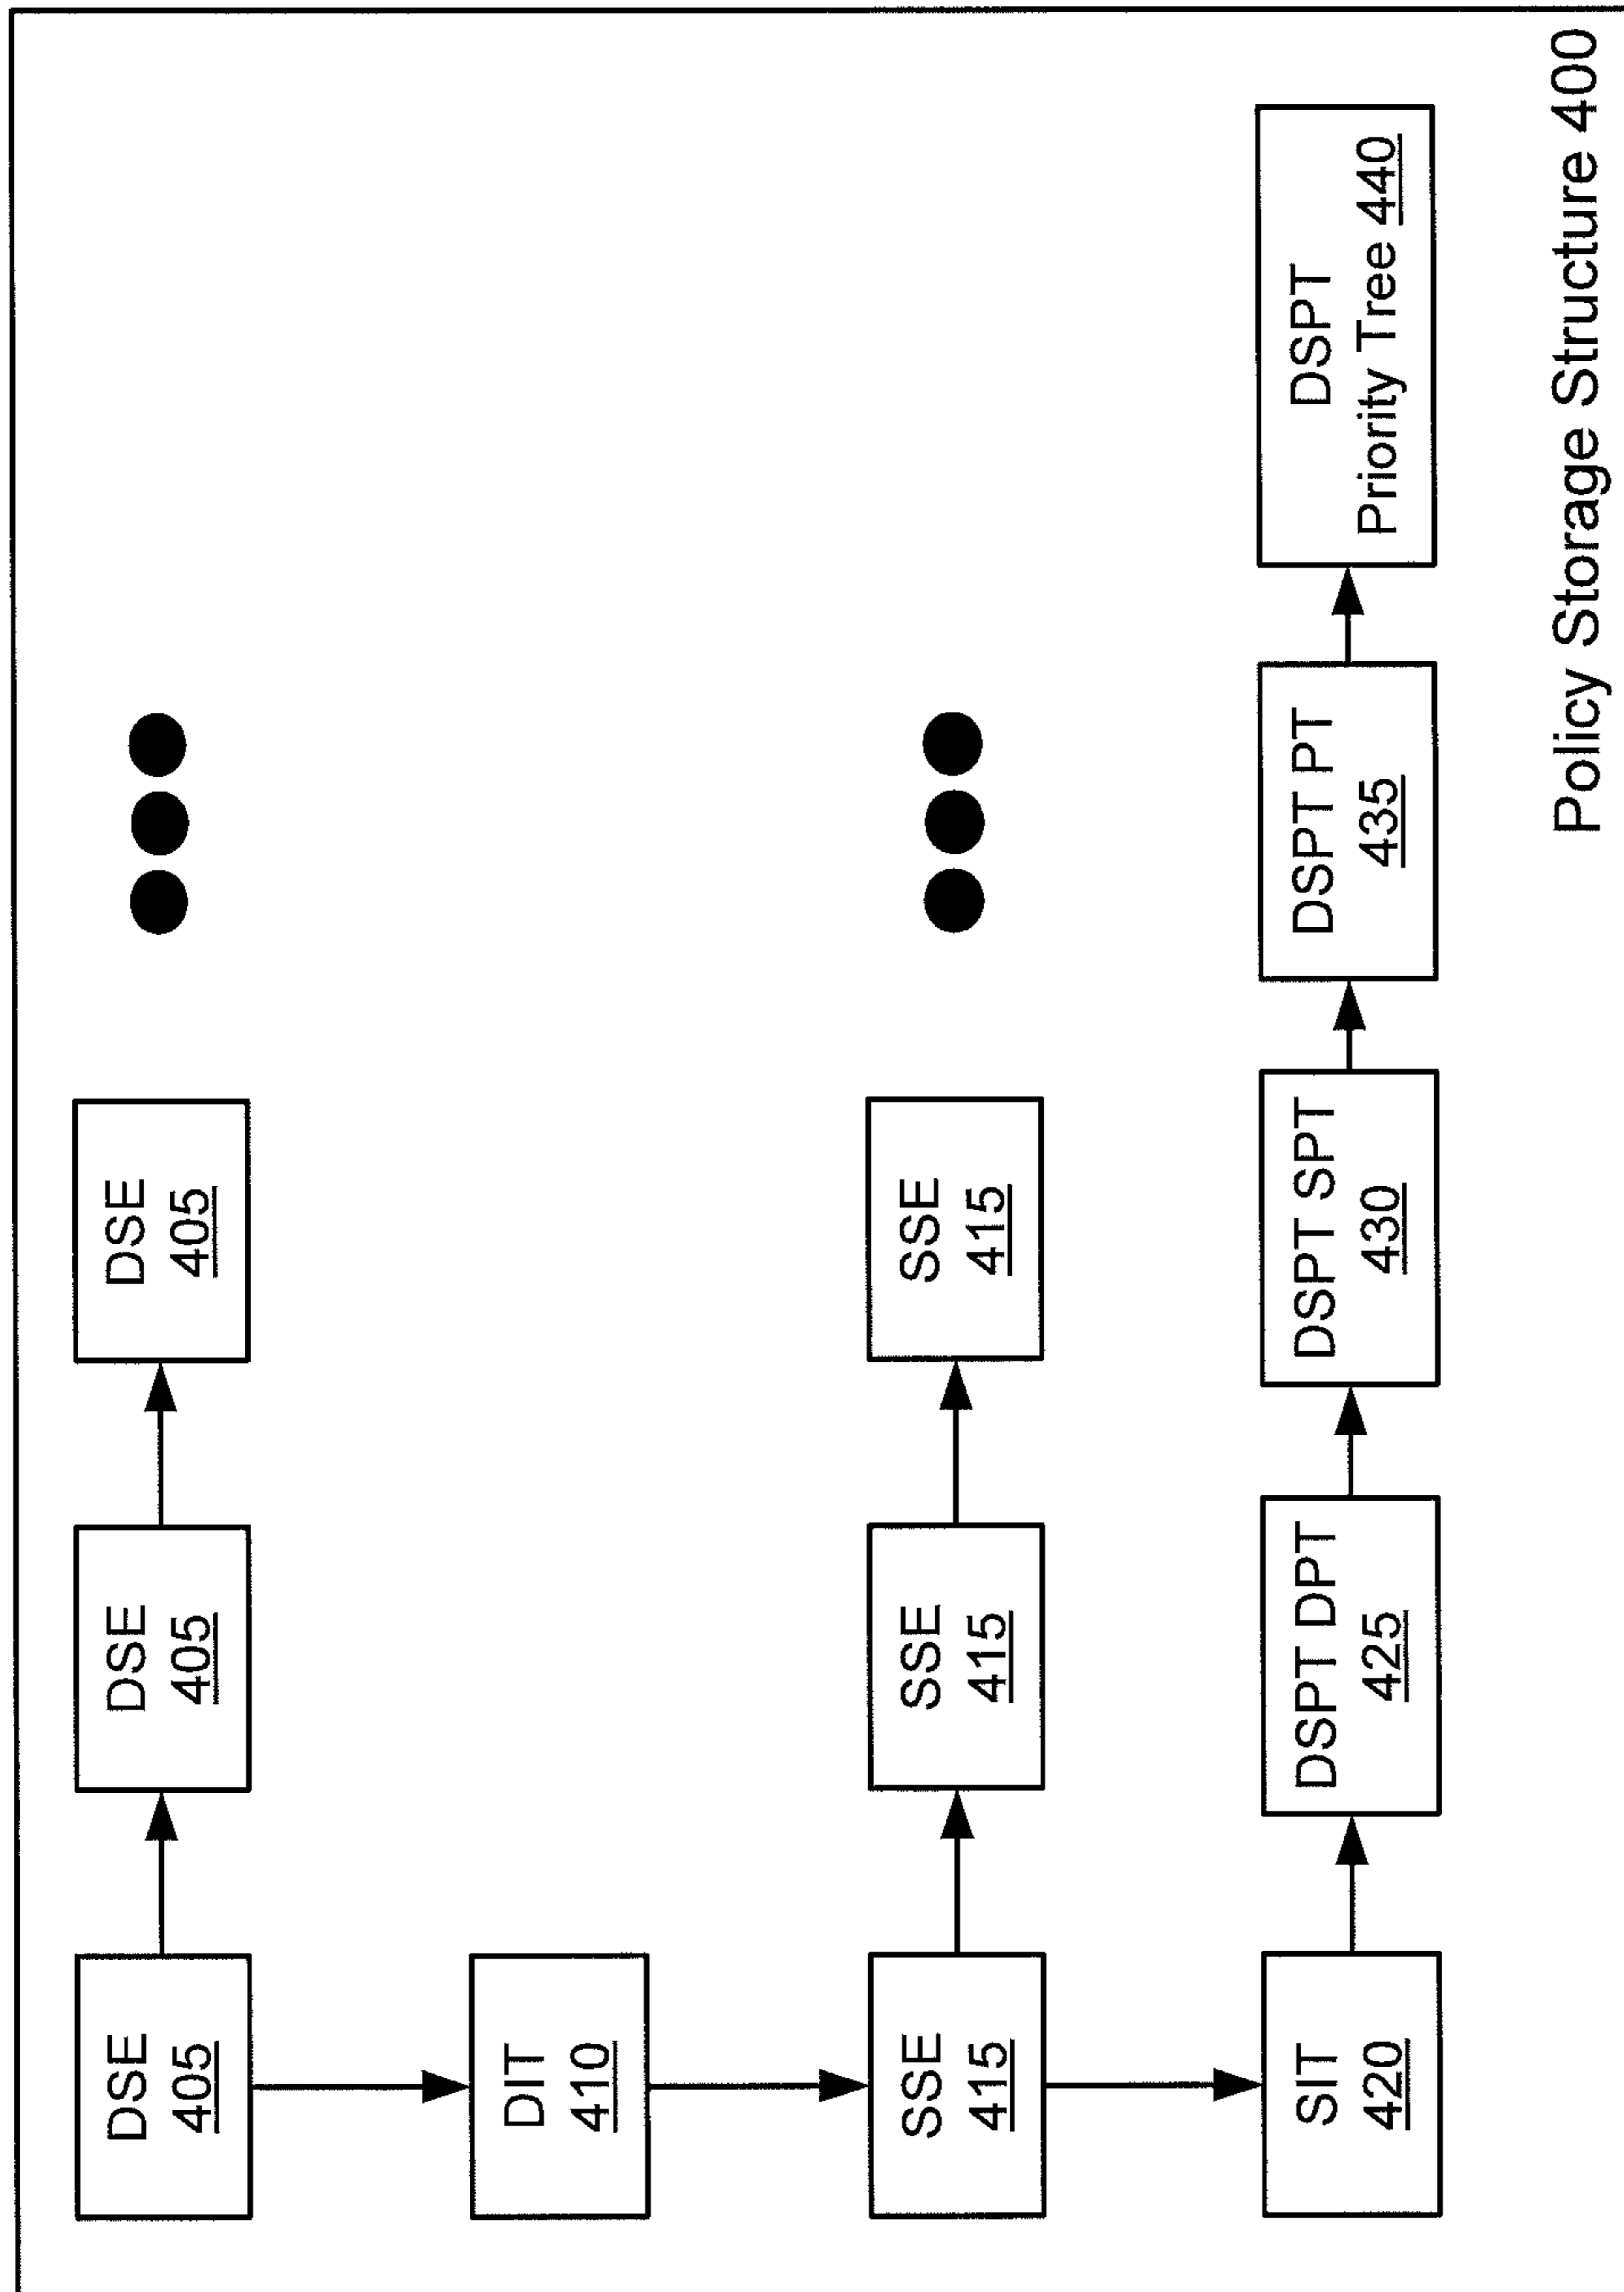 DSE
405
DSE
405
DSE
405
DIT
410
SSE
415
SSE
415
SSE
415
SIT
420
DSPT DPT
425
DSPT SPT
430
DSPT PT
435
DSPT
Priority Tree 440
Policy Storage Structure 400